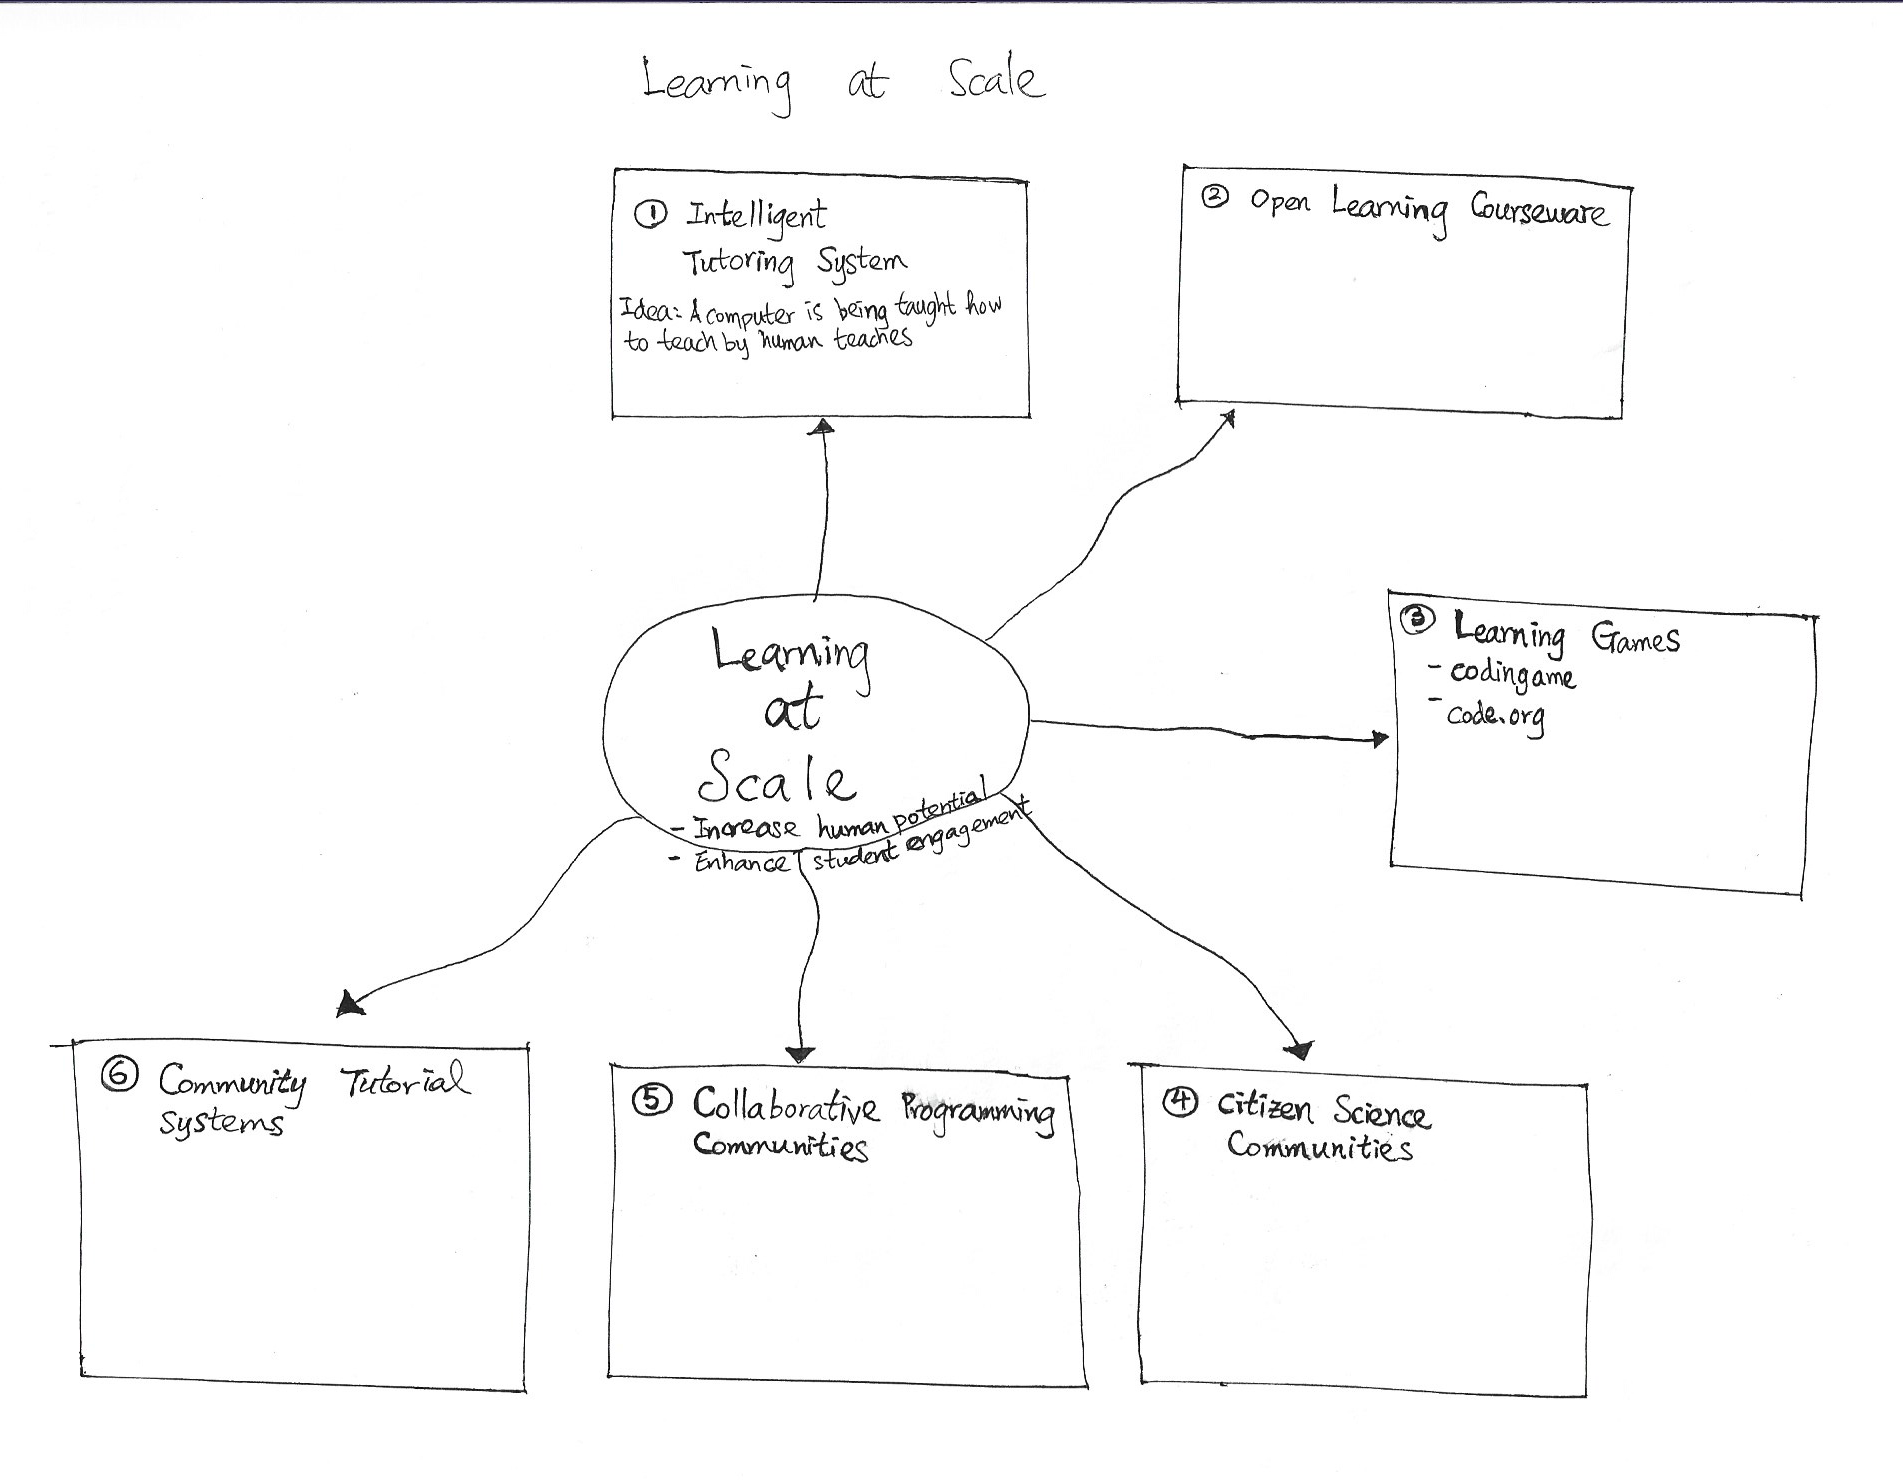 Learning at Scale
① Intelligent
Tutoring System
Idea: A computer is being taught how
to teach by human teaches
② Open Learning Courseware
③ Learning Games
- codingame
- code.org
Learning
at
Scale
- Increase human potential
- Enhance student engagement
⑥ Community Tutorial
Systems
⑤ Collaborative Programming
Communities
④ Citizen Science
Communities